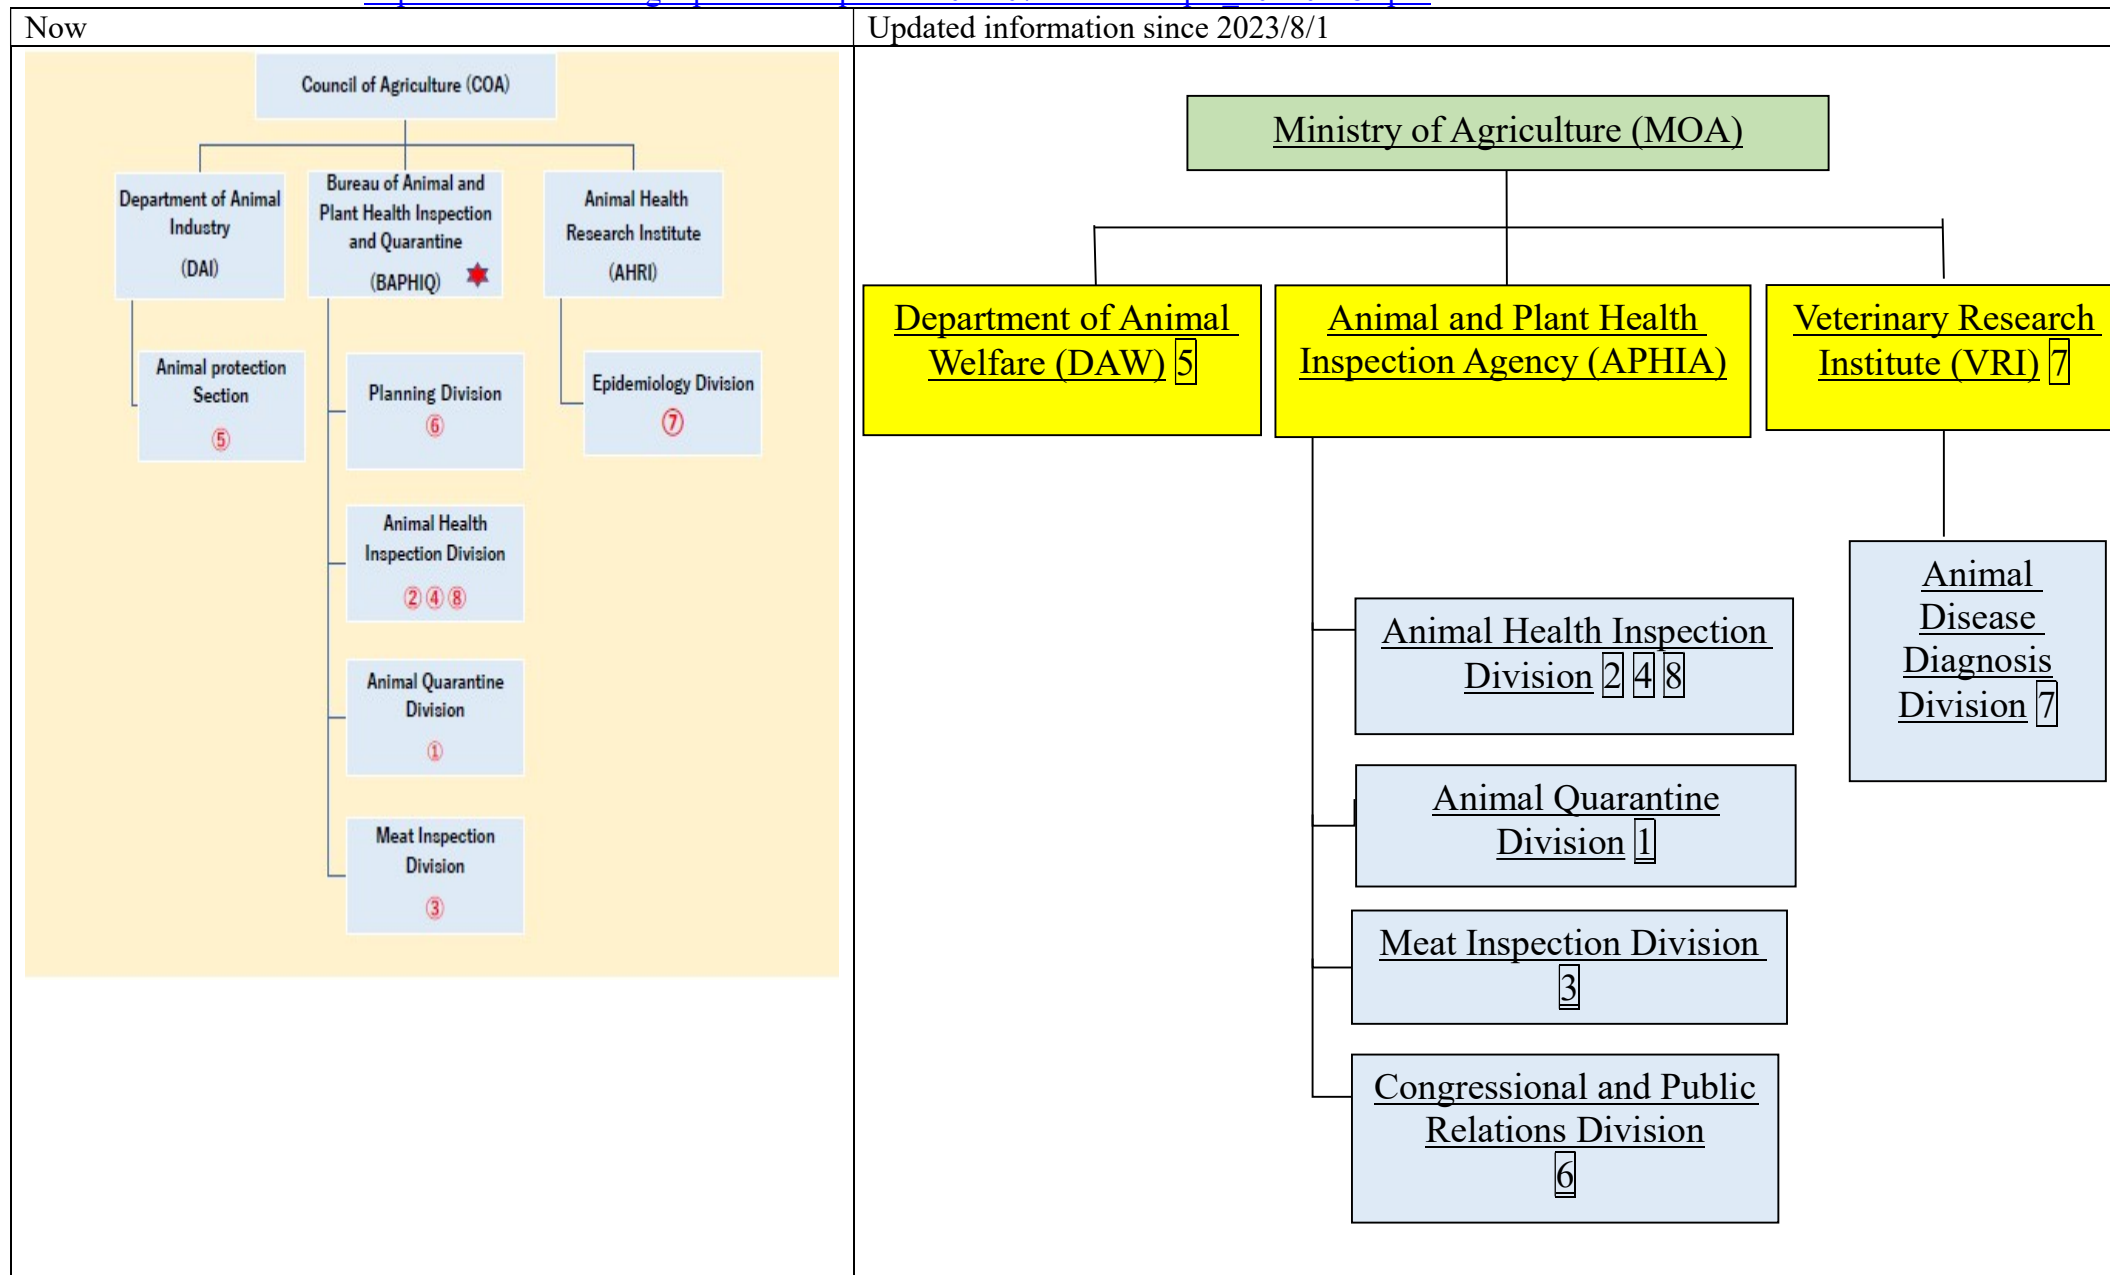 Now
Updated information since 2023/8/1
Council of Agriculture (COA)
Department of Animal
Industry
(DAI)
Bureau of Animal and
Plant Health Inspection
and Quarantine
(BAPHIQ)
Animal Health
Research Institute
(AHRI)
Animal protection
Section
⑤
Planning Division
⑥
Epidemiology Division
⑦
Animal Health
Inspection Division
②④⑧
Animal Quarantine
Division
①
Meat Inspection
Division
③
Ministry of Agriculture (MOA)
Department of Animal
Welfare (DAW) 5
Animal and Plant Health
Inspection Agency (APHIA)
Veterinary Research
Institute (VRI) 7
Animal Health Inspection
Division 2 4 8
Animal
Disease
Diagnosis
Division 7
Animal Quarantine
Division 1
Meat Inspection Division
3
Congressional and Public
Relations Division
6